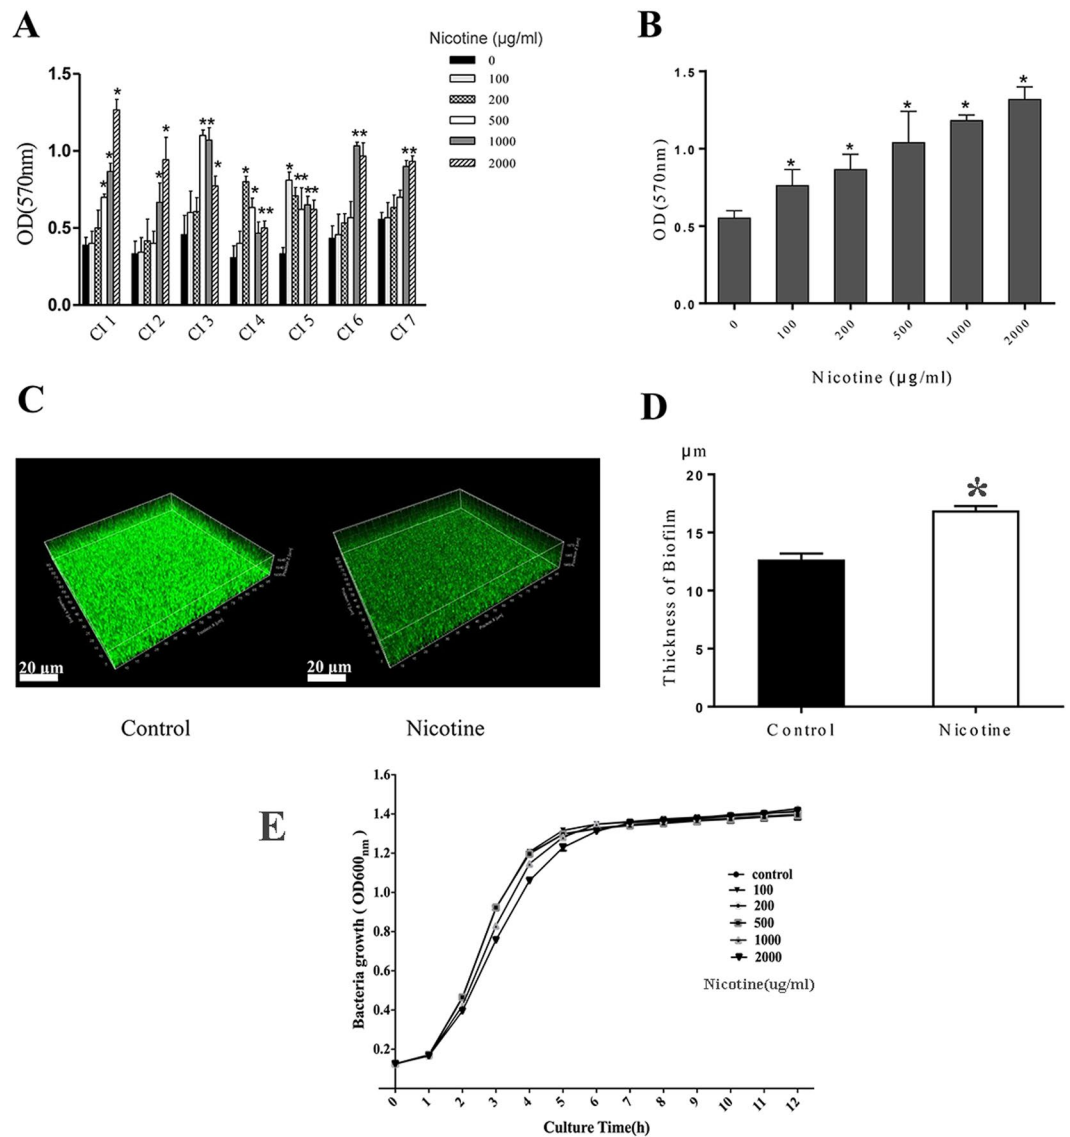 A
Nicotine (µg/ml)
0
100
200
500
1000
2000
OD(570nm)
1.5
1.0
0.5
0.0
* * * * * ** * * * ** * ** ** ** **
CI 1 CI 2 CI 3 CI 4 CI 5 CI 6 CI 7
B
OD(570nm)
1.5
1.0
0.5
0.0
* * * * *
0 100 200 500 1000 2000
Nicotine (µg/ml)
C
20 µm 20 µm
Control Nicotine
D
µm
Thickness of Biofilm
20
15
10
5
0
*
Control Nicotine
E
Bacteria growth ( OD600nm )
1.6
1.4
1.2
1.0
0.8
0.6
0.4
0.2
control
100
200
500
1000
2000
Nicotine(ug/ml)
0 1 2 3 4 5 6 7 8 9 10 11 12
Culture Time(h)